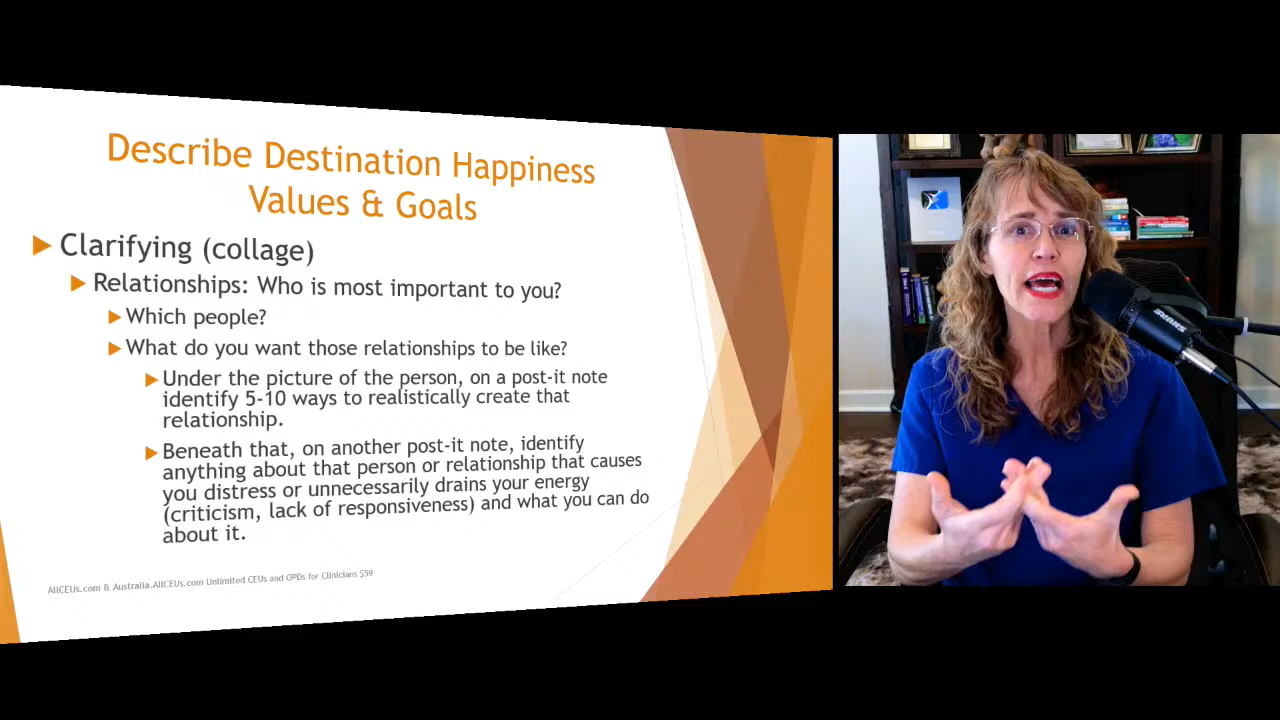 Describe Destination Happiness
Values & Goals
Clarifying (collage)
Relationships: Who is most important to you?
Which people?
What do you want those relationships to be like?
Under the picture of the person, on a post-it note
identify 5-10 ways to realistically create that
relationship.
Beneath that, on another post-it note, identify
anything about that person or relationship that causes
you distress or unnecessarily drains your energy
(criticism, lack of responsiveness) and what you can do
about it.
AllCEUs.com & Australia.AllCEUs.com Unlimited CEUs and OPDs for Clinicians $59
SHURE